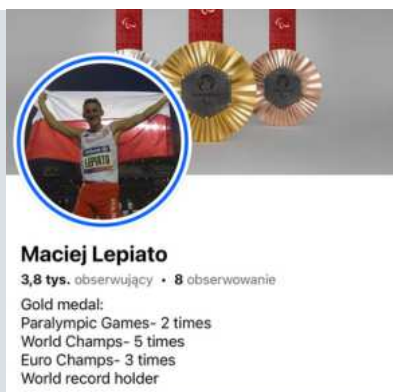 LEPIATO
Maciej Lepiato
3,8 tys. obserwujący • 8 obserwowanie
Gold medal:
Paralympic Games- 2 times
World Champs- 5 times
Euro Champs- 3 times
World record holder